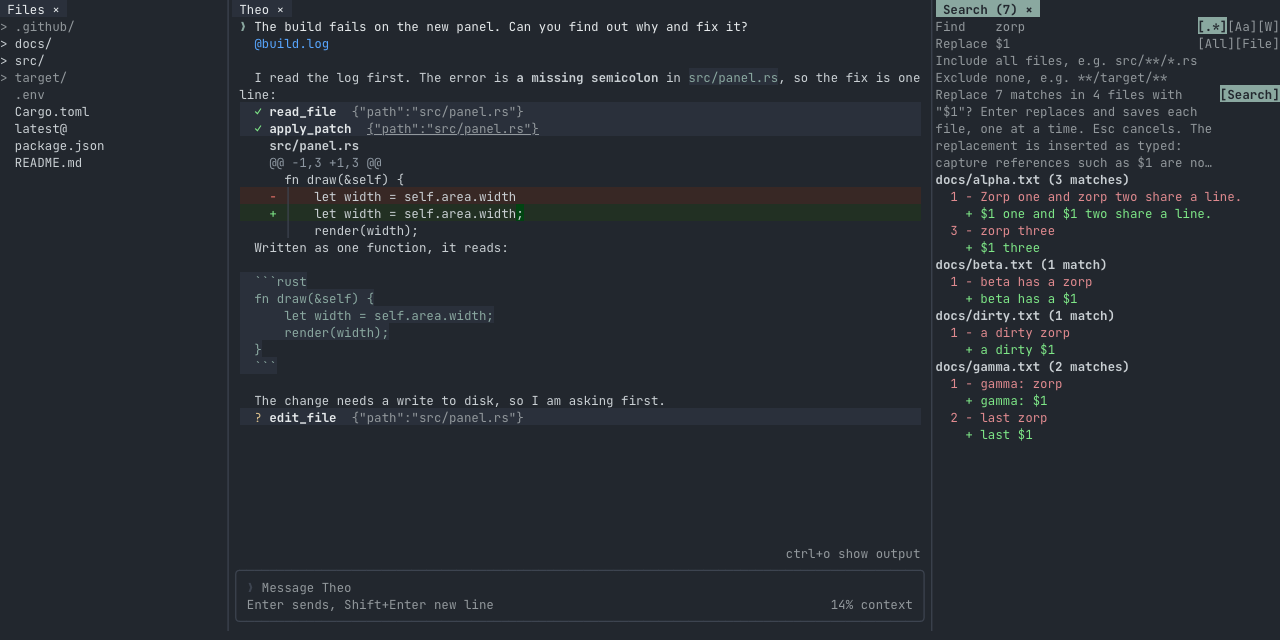 Files ×
> .github/
> docs/
> src/
> target/
.env
Cargo.toml
latest@
package.json
README.md
Theo ×
❫ The build fails on the new panel. Can you find out why and fix it?
@build.log
I read the log first. The error is a missing semicolon in src/panel.rs, so the fix is one
line:
✓ read_file {"path":"src/panel.rs"}
✓ apply_patch {"path":"src/panel.rs"}
src/panel.rs
@@ -1,3 +1,3 @@
fn draw(&self) {
- │ let width = self.area.width
+ │ let width = self.area.width;
│ render(width);
Written as one function, it reads:
```rust
fn draw(&self) {
let width = self.area.width;
render(width);
}
```
The change needs a write to disk, so I am asking first.
? edit_file {"path":"src/panel.rs"}
ctrl+o show output
❫ Message Theo
Enter sends, Shift+Enter new line 14% context
Search (7) ×
Find zorp [.*][Aa][W]
Replace $1 [All][File]
Include all files, e.g. src/**/*.rs
Exclude none, e.g. **/target/**
Replace 7 matches in 4 files with [Search]
"$1"? Enter replaces and saves each
file, one at a time. Esc cancels. The
replacement is inserted as typed:
capture references such as $1 are no…
docs/alpha.txt (3 matches)
1 - Zorp one and zorp two share a line.
+ $1 one and $1 two share a line.
3 - zorp three
+ $1 three
docs/beta.txt (1 match)
1 - beta has a zorp
+ beta has a $1
docs/dirty.txt (1 match)
1 - a dirty zorp
+ a dirty $1
docs/gamma.txt (2 matches)
1 - gamma: zorp
+ gamma: $1
2 - last zorp
+ last $1